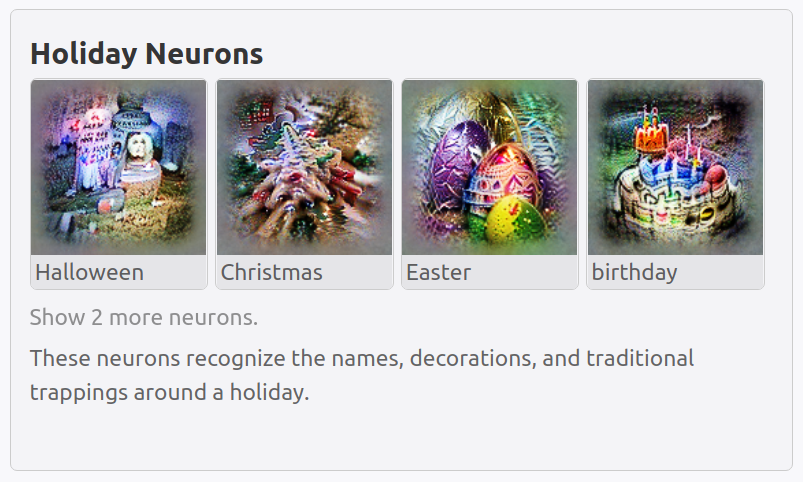 Holiday Neurons
Halloween
Christmas
Easter
birthday
Show 2 more neurons.
These neurons recognize the names, decorations, and traditional
trappings around a holiday.